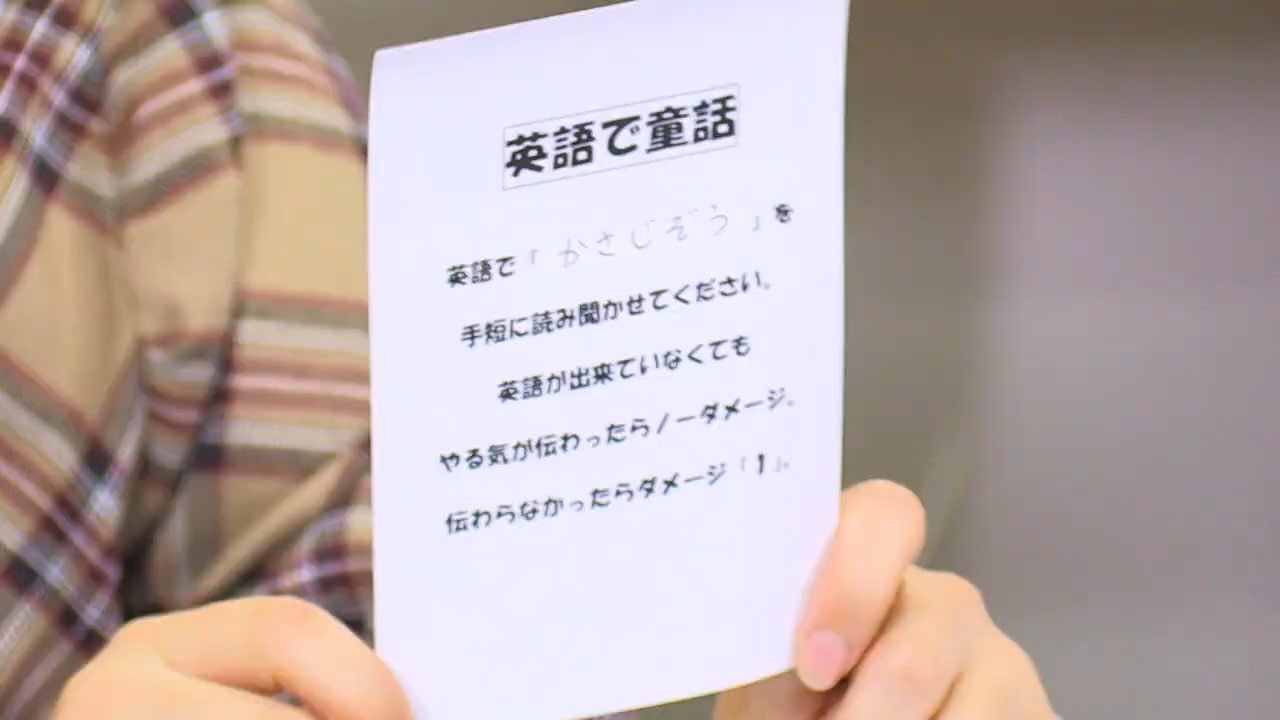 英語で童話
英語で「かさじぞう」を
手短に読み聞かせてください。
英語が出来ていなくても
やる気が伝わったらノーダメージ。
伝わらなかったらダメージ「1」。